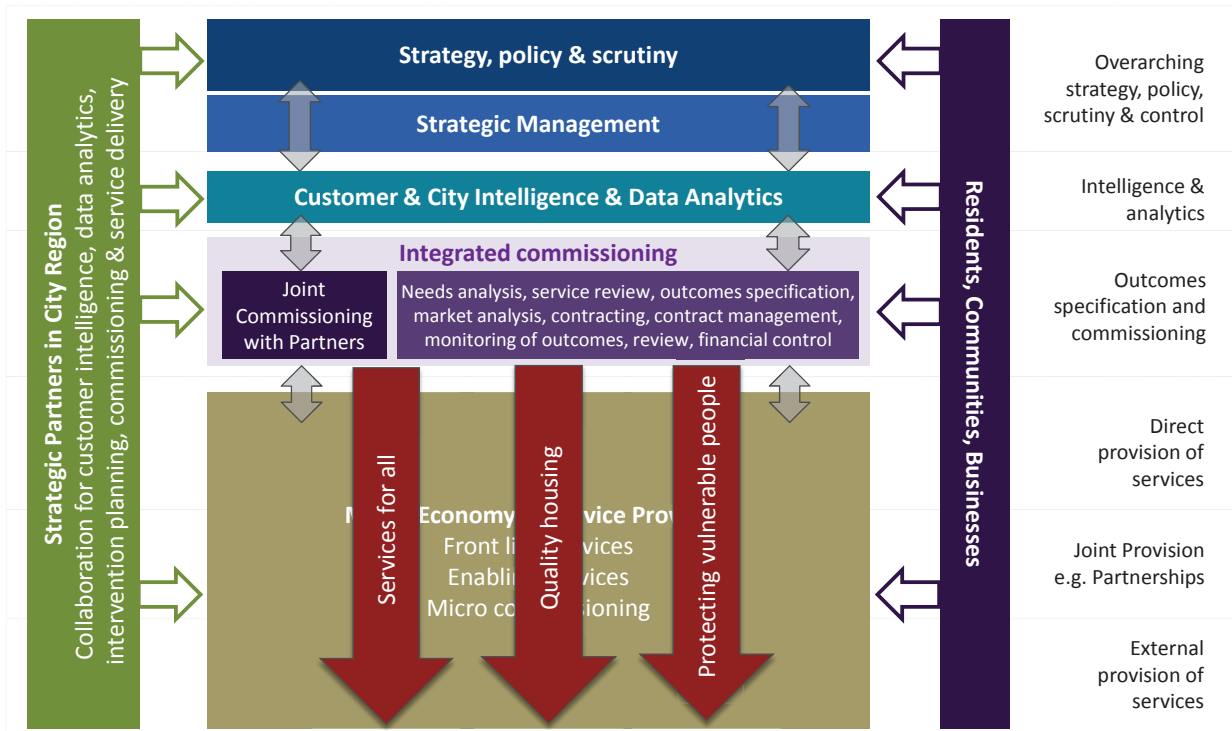 Strategic Partners in City Region
Collaboration for customer intelligence, data analytics,
intervention planning, commissioning & service delivery
Strategy, policy & scrutiny
Strategic Management
Customer & City Intelligence & Data Analytics
Integrated commissioning
Joint
Commissioning
with Partners
Needs analysis, service review, outcomes specification,
market analysis, contracting, contract management,
monitoring of outcomes, review, financial control
Economy
Front
Micro
Services for all
Quality housing
Protecting vulnerable people
Residents, Communities, Businesses
Overarching
strategy, policy,
scrutiny & control
Intelligence &
analytics
Outcomes
specification and
commissioning
Direct
provision of
services
Joint Provision
e.g. Partnerships
External
provision of
services